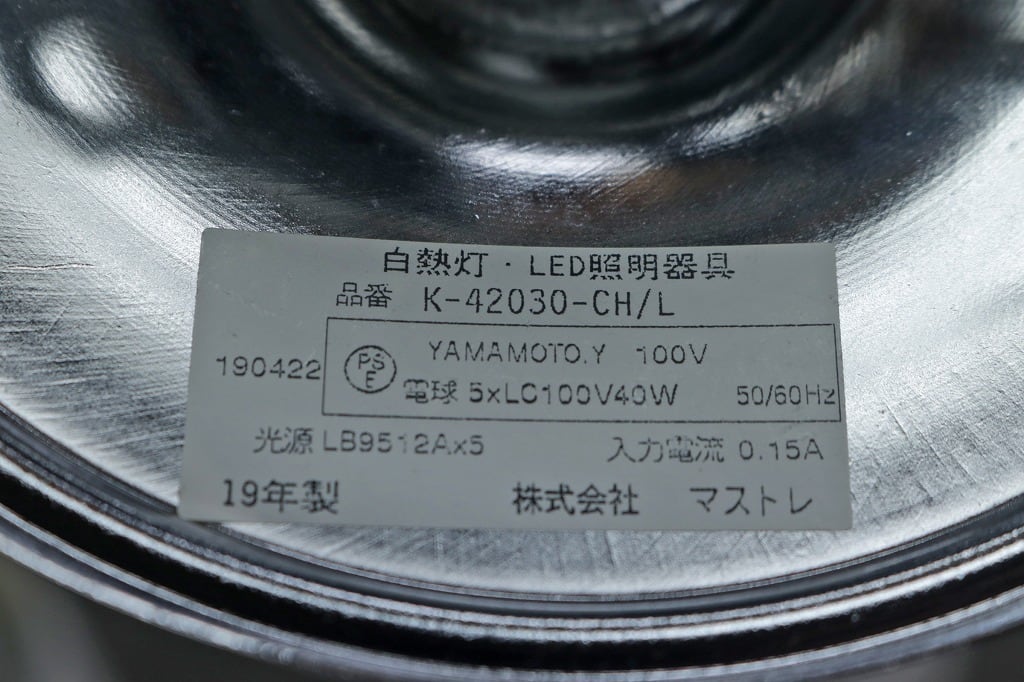 白熱灯・LED照明器具
品番 K-42030-CH/L
YAMAMOTO.Y 100V
190422
PS
E
電球 5xLC100V40W 50/60Hz
光源 LB9512Ax5 入力電流 0.15A
19年製 株式会社 マストレ